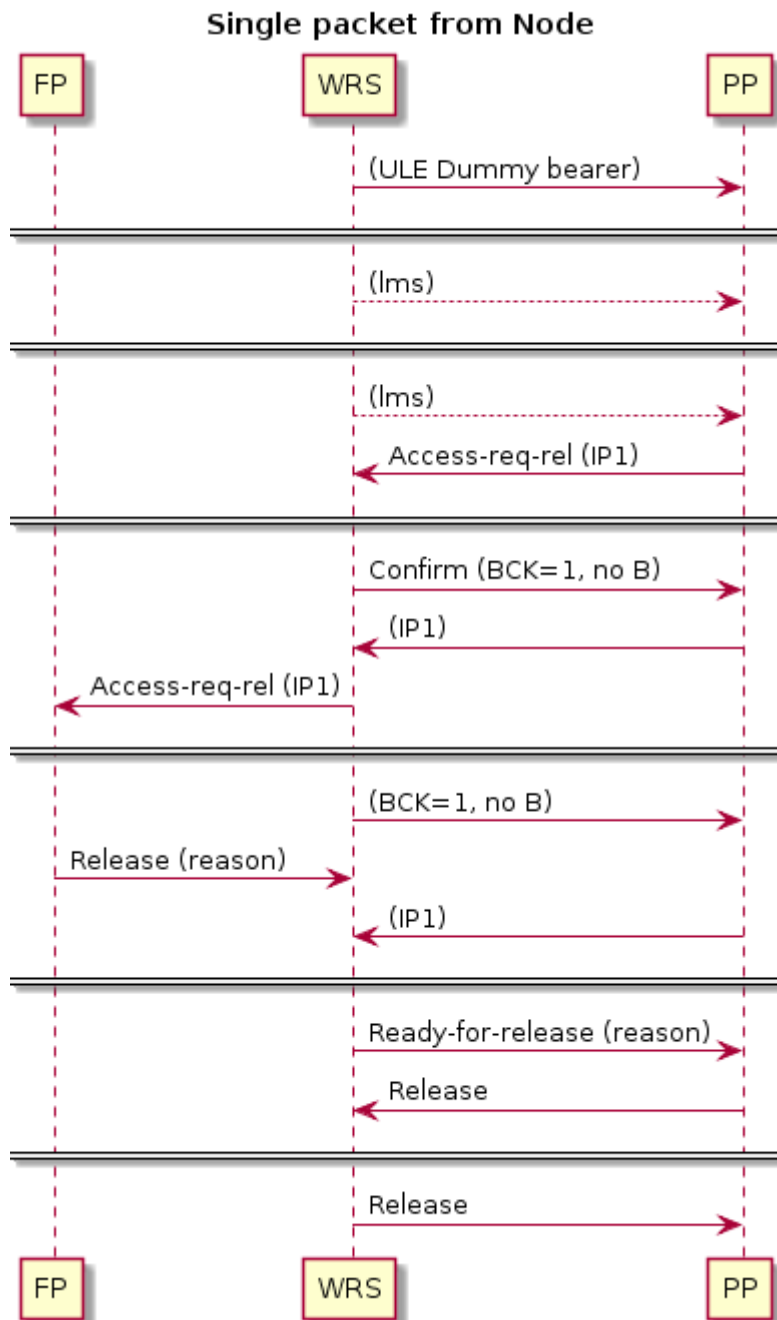 Single packet from Node
FP WRS PP
(ULE Dummy bearer)
(lms)
(lms)
Access-req-rel (IP1)
Confirm (BCK=1, no B)
(IP1)
Access-req-rel (IP1)
(BCK=1, no B)
Release (reason)
(IP1)
Ready-for-release (reason)
Release
Release
FP WRS PP